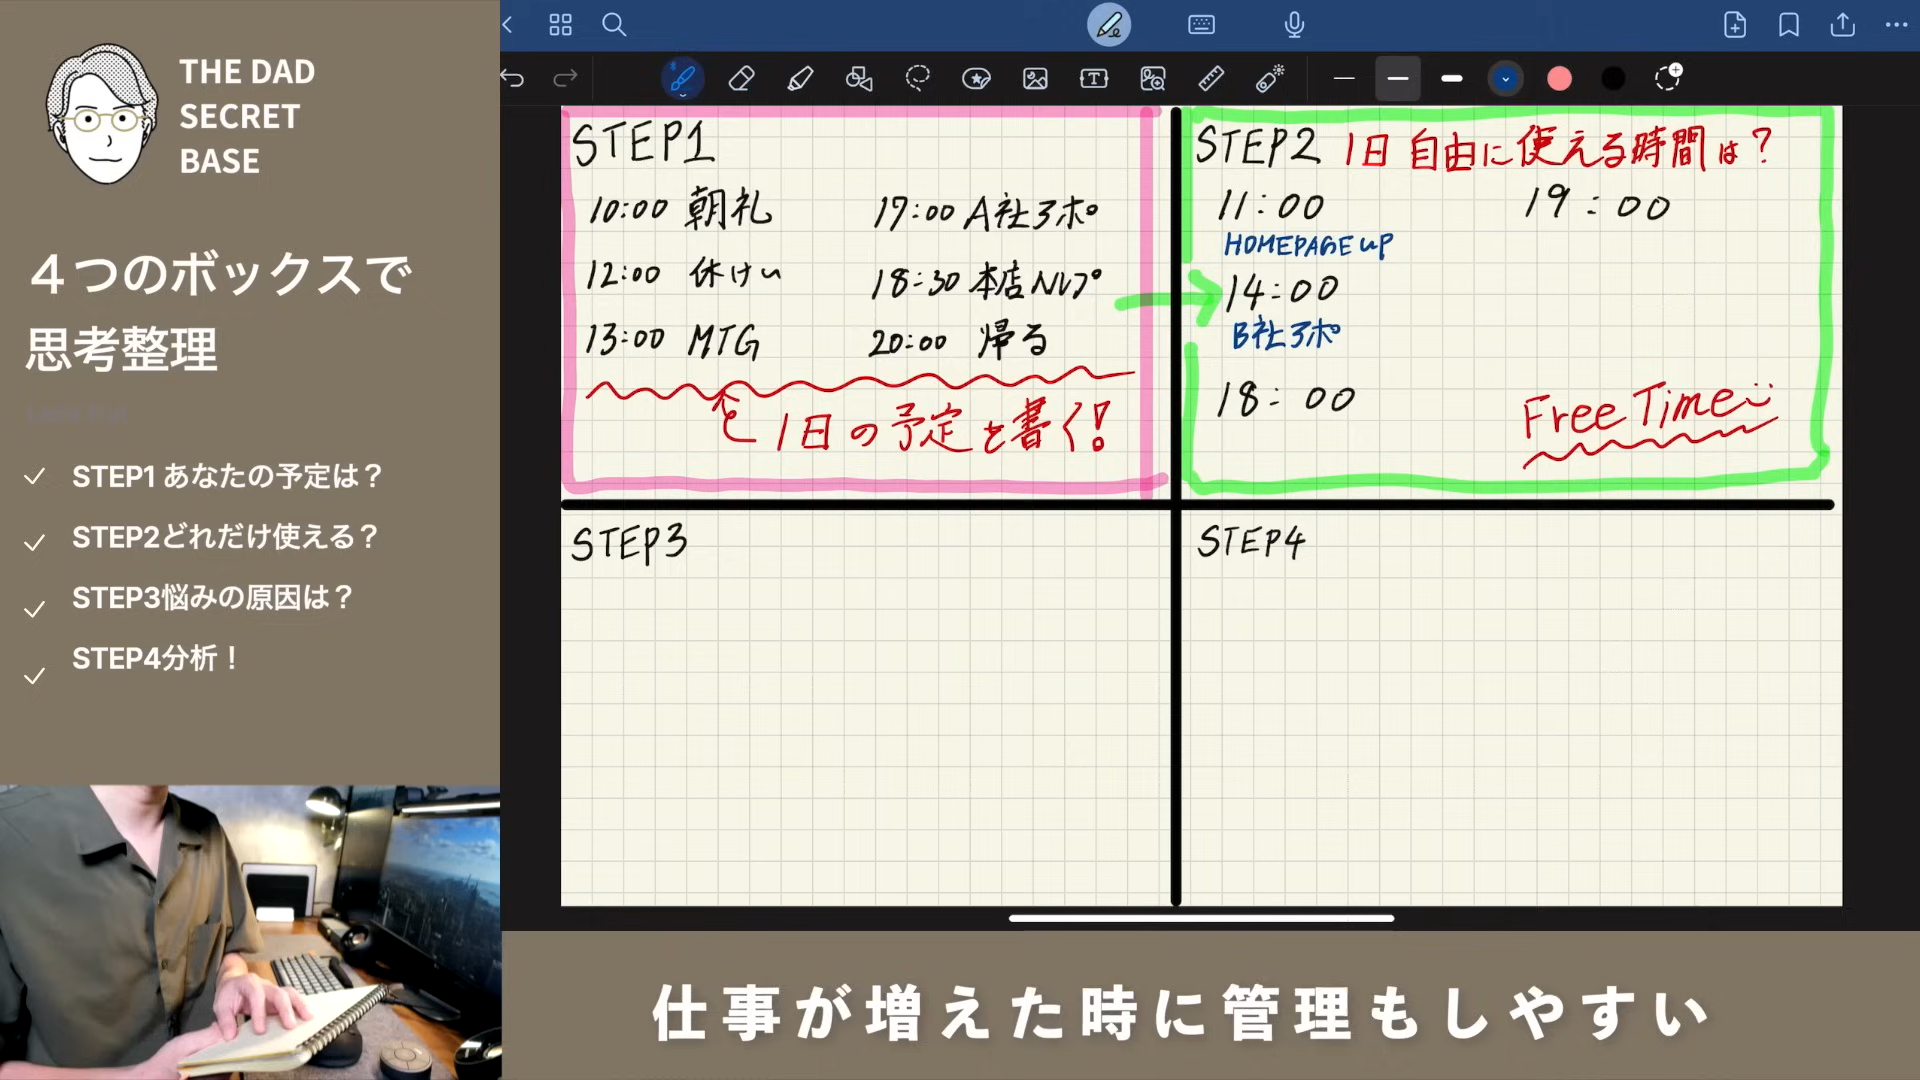 THE DAD
SECRET
BASE
4つのボックスで
思考整理
STEP1 あなたの予定は？
STEP2どれだけ使える？
STEP3悩みの原因は？
STEP4分析！
STEP1
10:00 朝礼
12:00 休けい
13:00 MTG
17:00 A社アポ
18:30 本店ヘルプ
20:00 帰る
1日の予定を書く!
STEP2 1日 自由に使える時間は？
11:00
HOMEPAGE up
14:00
B社アポ
18:00
19:00
Free Time
STEP3
STEP4
仕事が増えた時に管理もしやすい